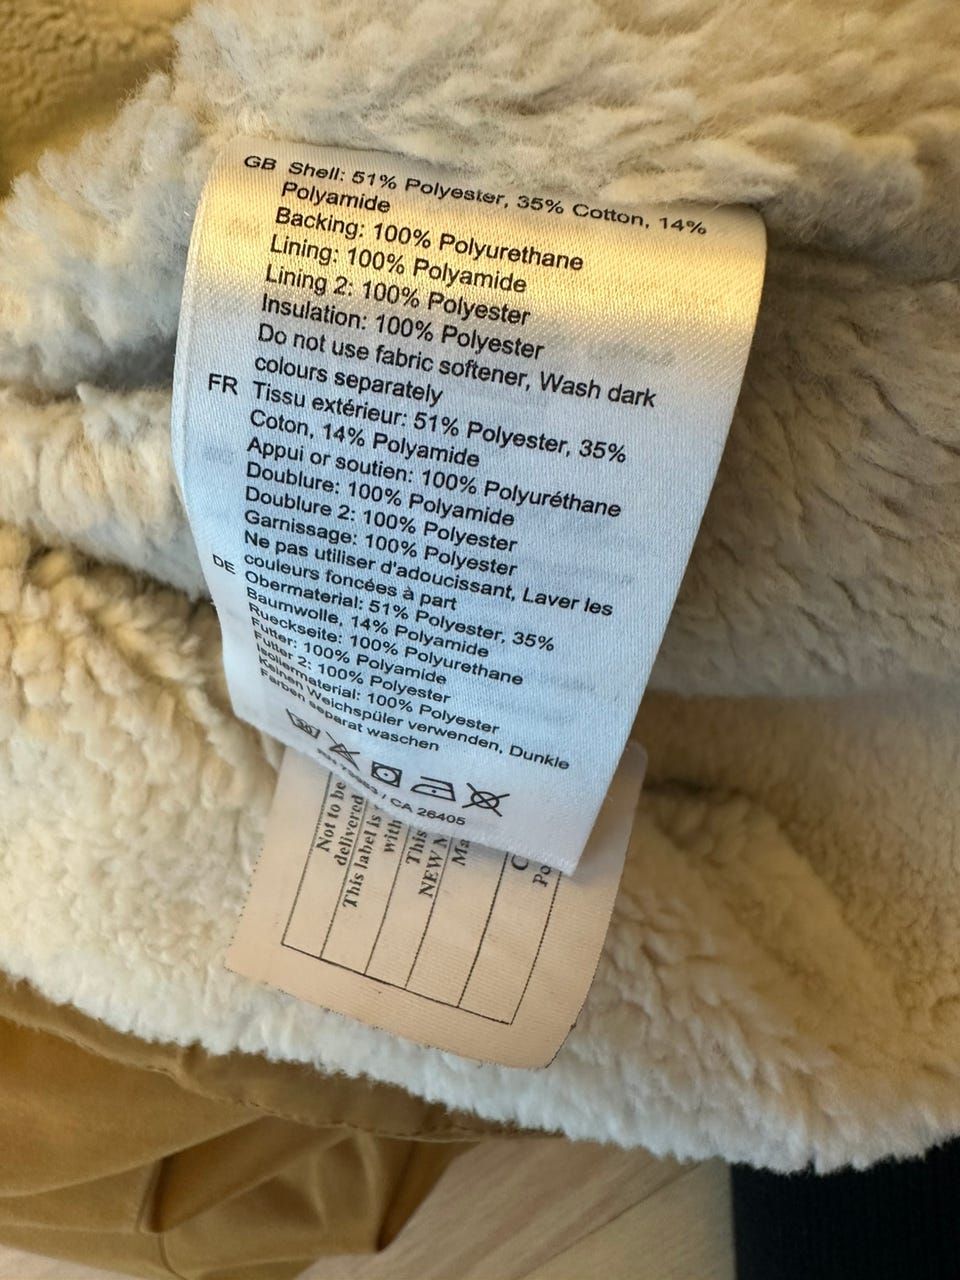 GB Shell: 51% Polyester, 35% Cotton, 14%
Polyamide
Backing: 100% Polyurethane
Lining: 100% Polyamide
Lining 2: 100% Polyester
Insulation: 100% Polyester
Do not use fabric softener, Wash dark
colours separately
FR Tissu extérieur: 51% Polyester, 35%
Coton, 14% Polyamide
Appui or soutien: 100% Polyuréthane
Doublure: 100% Polyamide
Doublure 2: 100% Polyester
Garnissage: 100% Polyester
Ne pas utiliser d'adoucissant, Laver les
couleurs foncées à part
DE Obermaterial: 51% Polyester, 35%
Baumwolle, 14% Polyamide
Rueckseite: 100% Polyurethane
Futter: 100% Polyamide
Futter 2: 100% Polyester
Isoliermaterial: 100% Polyester
Keinen Weichspüler verwenden, Dunkle
Farben separat waschen
30
/ CA 26405
Not to be
delivered
This label is
with
This
NEW M
Ma
C
Po